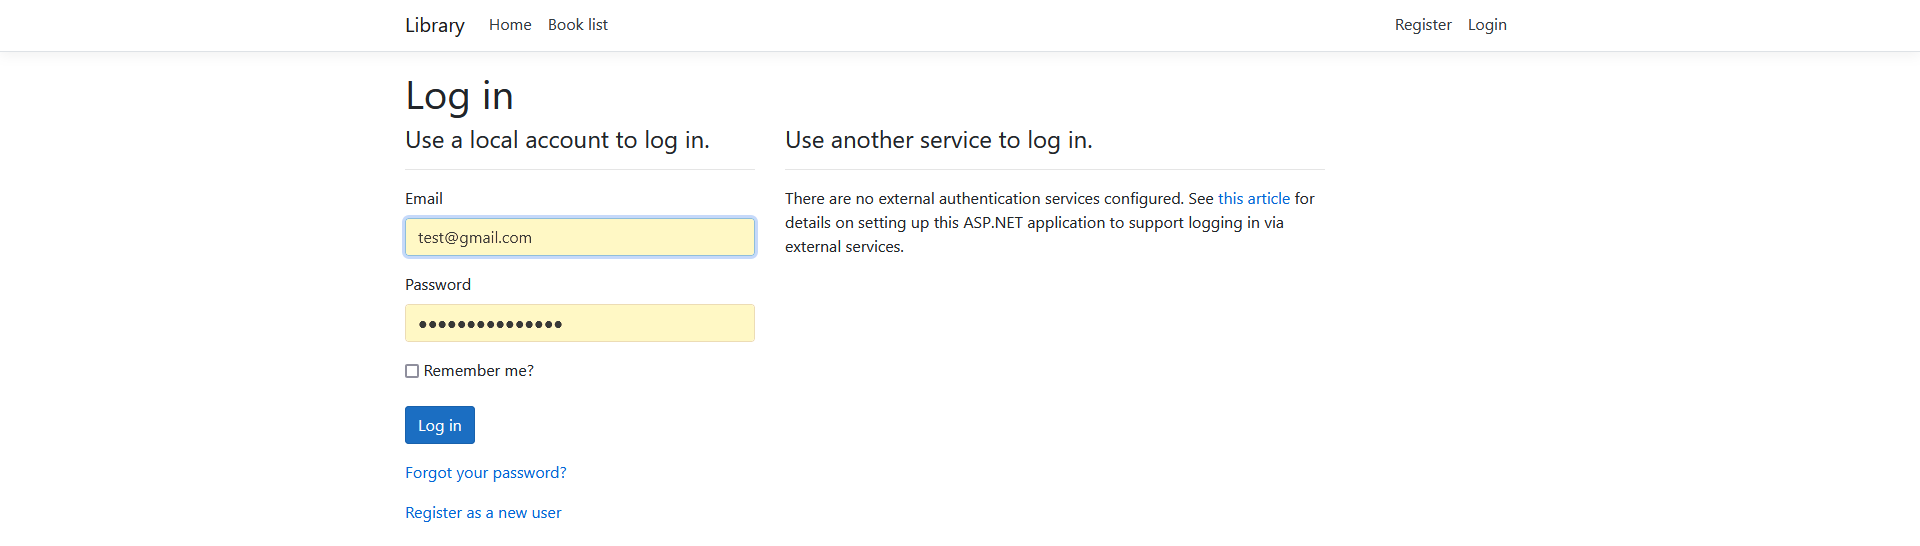 Library Home Book list Register Login
Log in
Use a local account to log in.
Email
test@gmail.com
Password
●●●●●●●●●●●●●●●
Remember me?
Log in
Forgot your password?
Register as a new user
Use another service to log in.
There are no external authentication services configured. See this article for
details on setting up this ASP.NET application to support logging in via
external services.